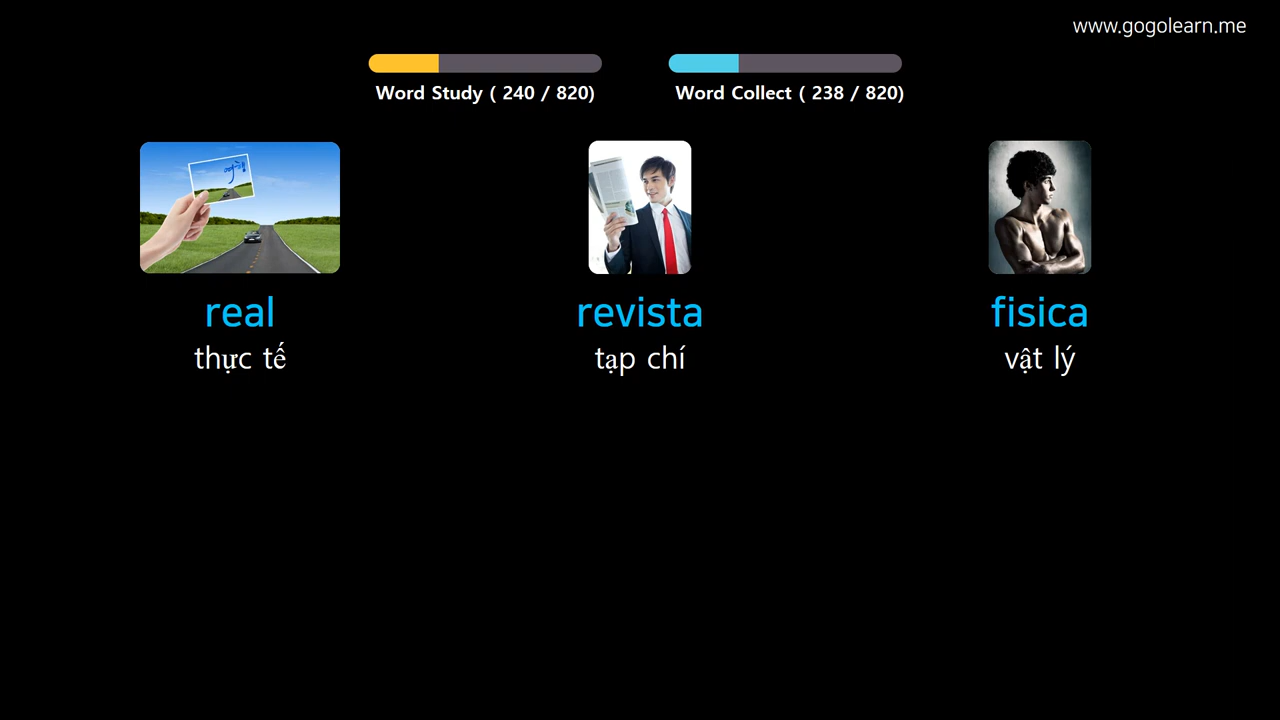 www.gogolearn.me
Word Study ( 240 / 820)
Word Collect ( 238 / 820)
real
revista
fisica
thực tế
tạp chí
vật lý